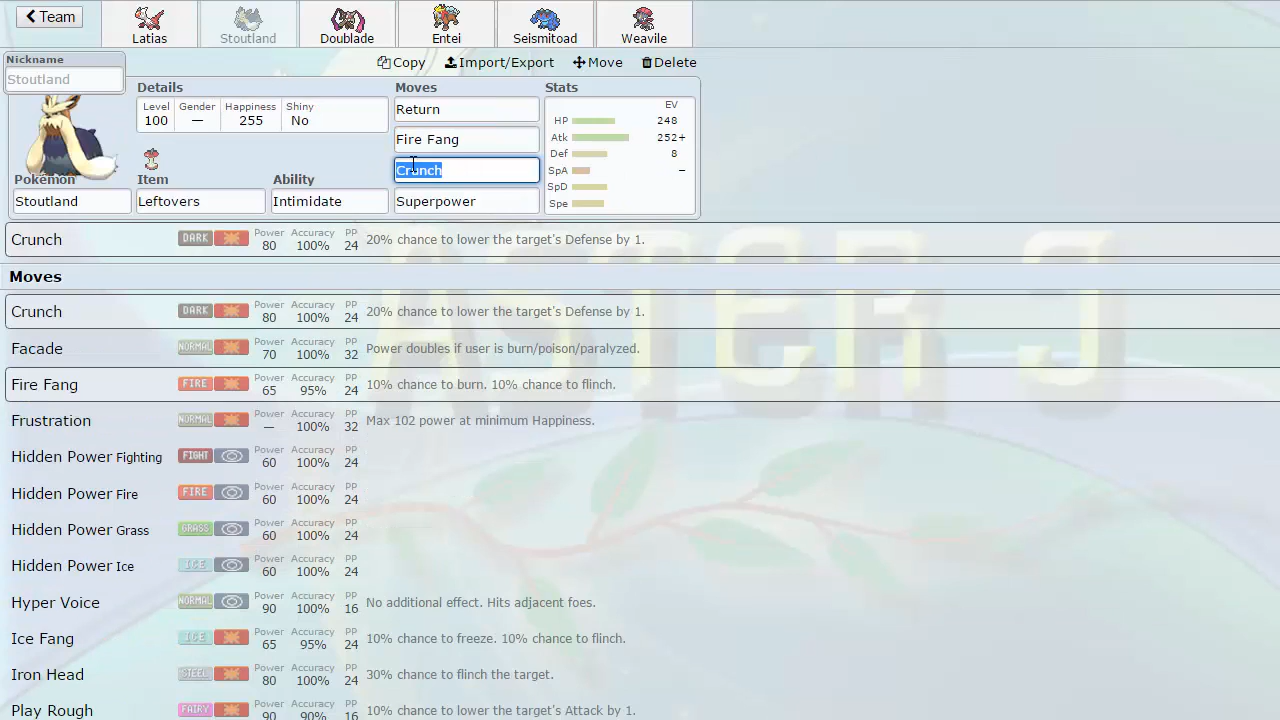 Team
Latias
Stoutland
Doublade
Entei
Seismitoad
Weavile
Copy Import/Export Move Delete
Nickname
Stoutland
Details
Level Gender Happiness Shiny
100 — 255 No
Moves
Return
Fire Fang
Crunch
Superpower
Stats
EV
HP 248
Atk 252+
Def 8
SpA –
SpD
Spe
Pokémon Item Ability
Stoutland Leftovers Intimidate
Crunch DARK Power 80 Accuracy 100% PP 24 20% chance to lower the target's Defense by 1.
Moves
Crunch DARK Power 80 Accuracy 100% PP 24 20% chance to lower the target's Defense by 1.
Facade NORMAL Power 70 Accuracy 100% PP 32 Power doubles if user is burn/poison/paralyzed.
Fire Fang FIRE Power 65 Accuracy 95% PP 24 10% chance to burn. 10% chance to flinch.
Frustration NORMAL Power — Accuracy 100% PP 32 Max 102 power at minimum Happiness.
Hidden Power Fighting FIGHT Power 60 Accuracy 100% PP 24
Hidden Power Fire FIRE Power 60 Accuracy 100% PP 24
Hidden Power Grass GRASS Power 60 Accuracy 100% PP 24
Hidden Power Ice ICE Power 60 Accuracy 100% PP 24
Hyper Voice NORMAL Power 90 Accuracy 100% PP 16 No additional effect. Hits adjacent foes.
Ice Fang ICE Power 65 Accuracy 95% PP 24 10% chance to freeze. 10% chance to flinch.
Iron Head STEEL Power 80 Accuracy 100% PP 24 30% chance to flinch the target.
Play Rough FAIRY Power 90 Accuracy 90% PP 16 10% chance to lower the target's Attack by 1.
ASTER J